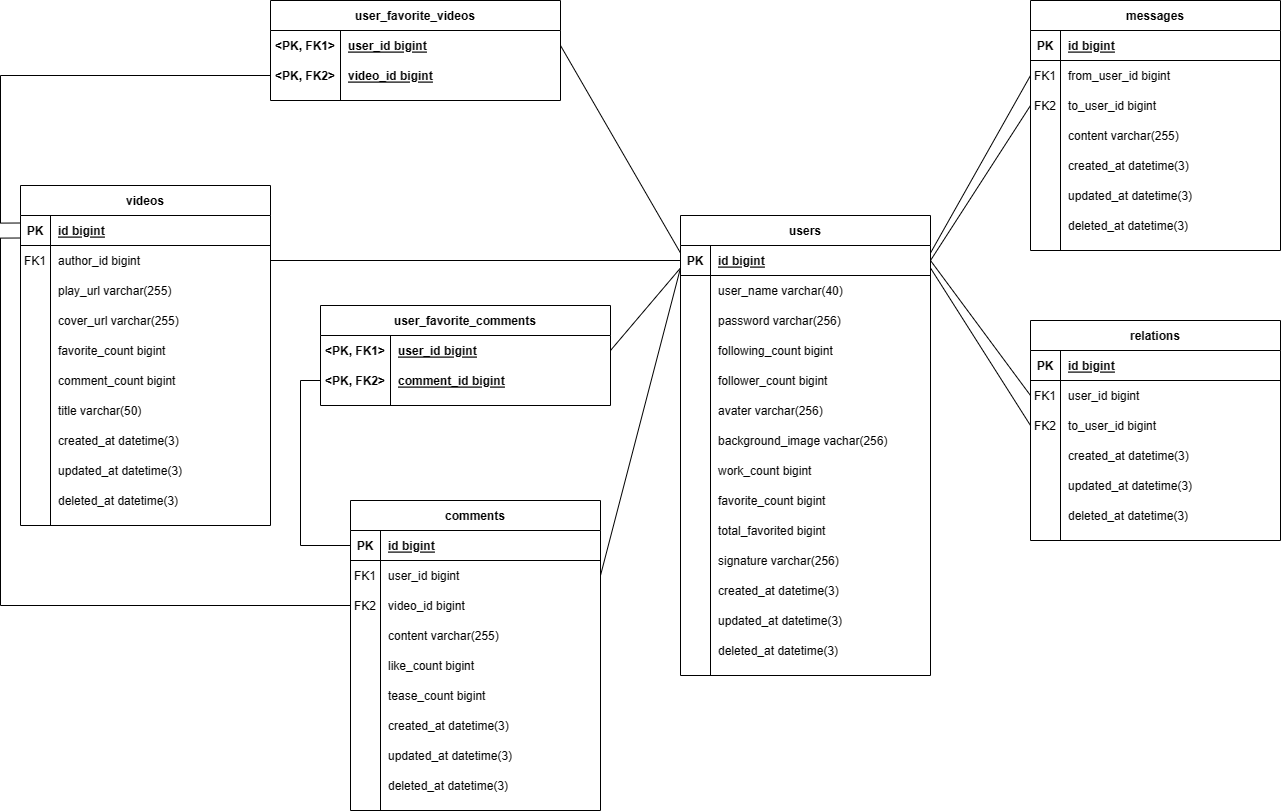 user_favorite_videos
<PK, FK1> user_id bigint
<PK, FK2> video_id bigint
messages
PK id bigint
FK1 from_user_id bigint
FK2 to_user_id bigint
content varchar(255)
created_at datetime(3)
updated_at datetime(3)
deleted_at datetime(3)
videos
PK id bigint
FK1 author_id bigint
play_url varchar(255)
cover_url varchar(255)
favorite_count bigint
comment_count bigint
title varchar(50)
created_at datetime(3)
updated_at datetime(3)
deleted_at datetime(3)
users
PK id bigint
user_name varchar(40)
password varchar(256)
following_count bigint
follower_count bigint
avater varchar(256)
background_image vachar(256)
work_count bigint
favorite_count bigint
total_favorited bigint
signature varchar(256)
created_at datetime(3)
updated_at datetime(3)
deleted_at datetime(3)
user_favorite_comments
<PK, FK1> user_id bigint
<PK, FK2> comment_id bigint
relations
PK id bigint
FK1 user_id bigint
FK2 to_user_id bigint
created_at datetime(3)
updated_at datetime(3)
deleted_at datetime(3)
comments
PK id bigint
FK1 user_id bigint
FK2 video_id bigint
content varchar(255)
like_count bigint
tease_count bigint
created_at datetime(3)
updated_at datetime(3)
deleted_at datetime(3)